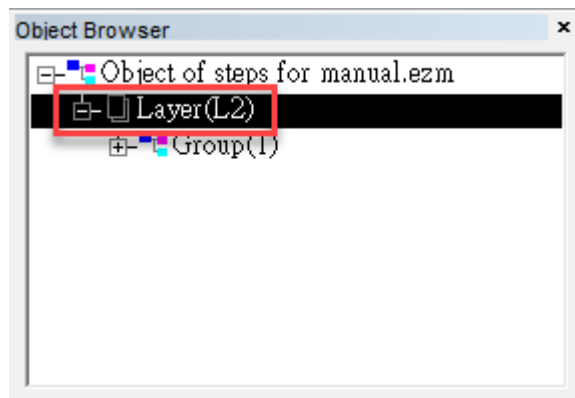 Object Browser
Object of steps for manual.ezm
Layer(L2)
Group(1)